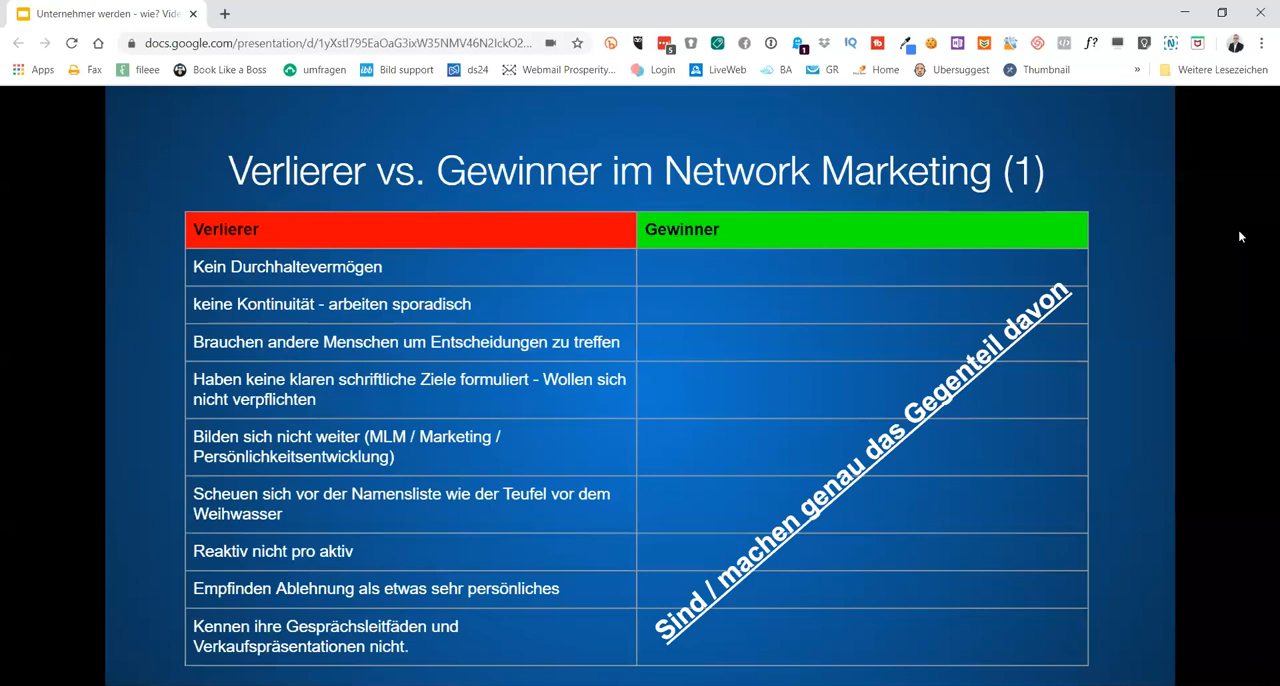 Unternehmer werden - wie? Vide
docs.google.com/presentation/d/1yXstl795EaOaG3ixW35NMV46N2IckO2...
Apps
Fax
fileee
Book Like a Boss
umfragen
Bild support
ds24
Webmail Prosperity...
Login
LiveWeb
BA
GR
Home
Ubersuggest
Thumbnail
»
Weitere Lesezeichen
Verlierer vs. Gewinner im Network Marketing (1)
Verlierer
Gewinner
Kein Durchhaltevermögen
keine Kontinuität - arbeiten sporadisch
Brauchen andere Menschen um Entscheidungen zu treffen
Haben keine klaren schriftliche Ziele formuliert - Wollen sich
nicht verpflichten
Bilden sich nicht weiter (MLM / Marketing /
Persönlichkeitsentwicklung)
Scheuen sich vor der Namensliste wie der Teufel vor dem
Weihwasser
Reaktiv nicht pro aktiv
Empfinden Ablehnung als etwas sehr persönliches
Kennen ihre Gesprächsleitfäden und
Verkaufspräsentationen nicht.
Sind / machen genau das Gegenteil davon